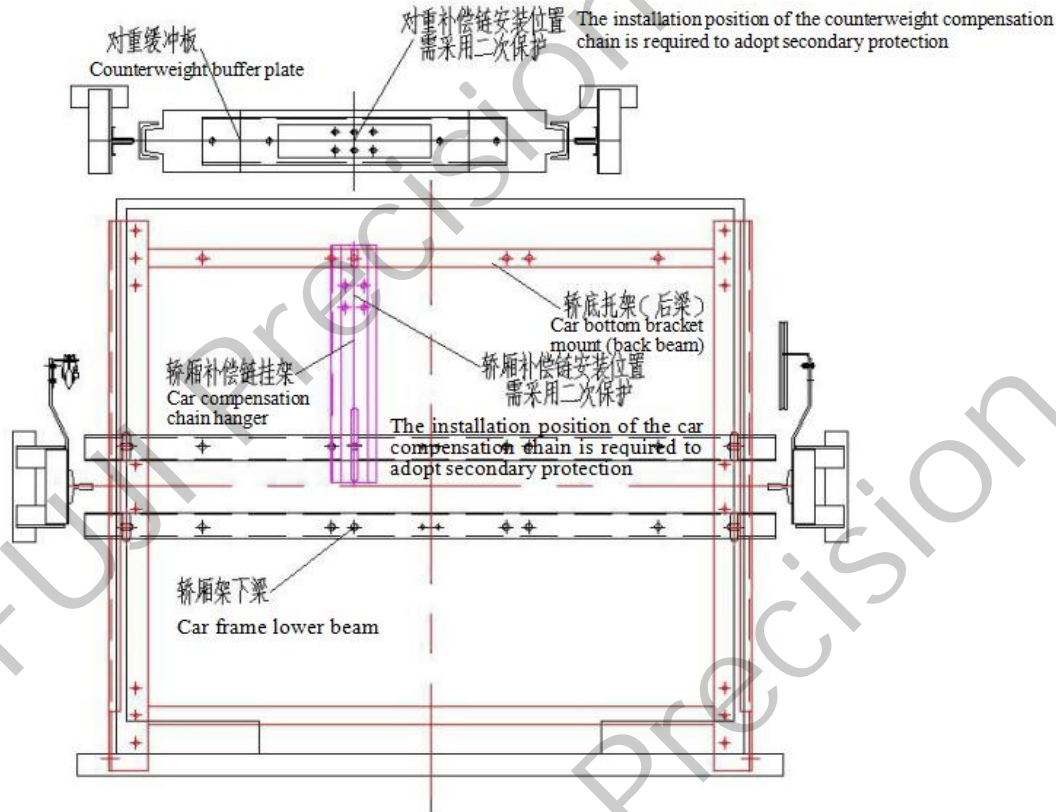 对重缓冲板
Counterweight buffer plate
对重补偿链安装位置
需采用二次保护
The installation position of the counterweight compensation
chain is required to adopt secondary protection
轿底托架(后梁)
Car bottom bracket
mount (back beam)
轿厢补偿链挂架
Car compensation
chain hanger
轿厢补偿链安装位置
需采用二次保护
The installation position of the car
compensation chain is required to
adopt secondary protection
轿厢架下梁
Car frame lower beam
FUJI Precision
Precision